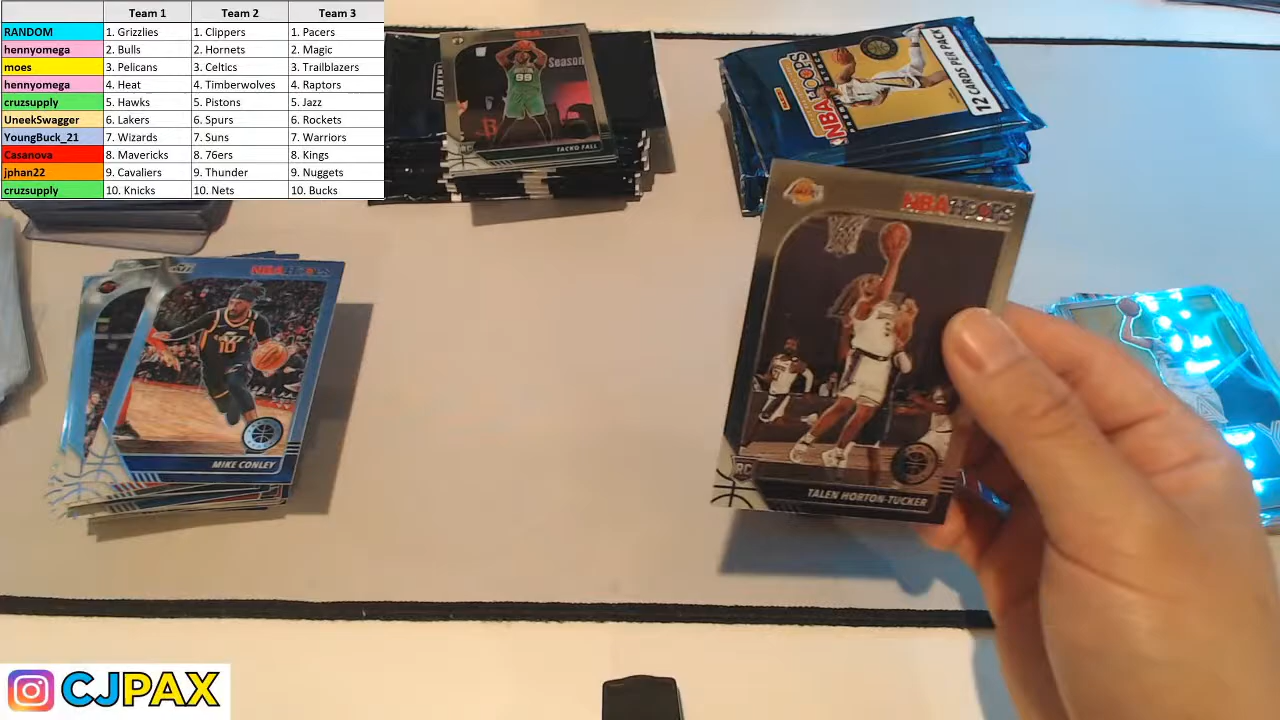 Team 1 Team 2 Team 3
RANDOM 1. Grizzlies 1. Clippers 1. Pacers
hennyomega 2. Bulls 2. Hornets 2. Magic
moes 3. Pelicans 3. Celtics 3. Trailblazers
hennyomega 4. Heat 4. Timberwolves 4. Raptors
cruzsupply 5. Hawks 5. Pistons 5. Jazz
UneekSwagger 6. Lakers 6. Spurs 6. Rockets
YoungBuck_21 7. Wizards 7. Suns 7. Warriors
Casanova 8. Mavericks 8. 76ers 8. Kings
jphan22 9. Cavaliers 9. Thunder 9. Nuggets
cruzsupply 10. Knicks 10. Nets 10. Bucks
Season
99
RC
TACKO FALL
NBA HOOPS
12 CARDS PER PACK
NBA HOOPS
5
RC
TALEN HORTON-TUCKER
NBA HOOPS
10
MIKE CONLEY
CJPAX